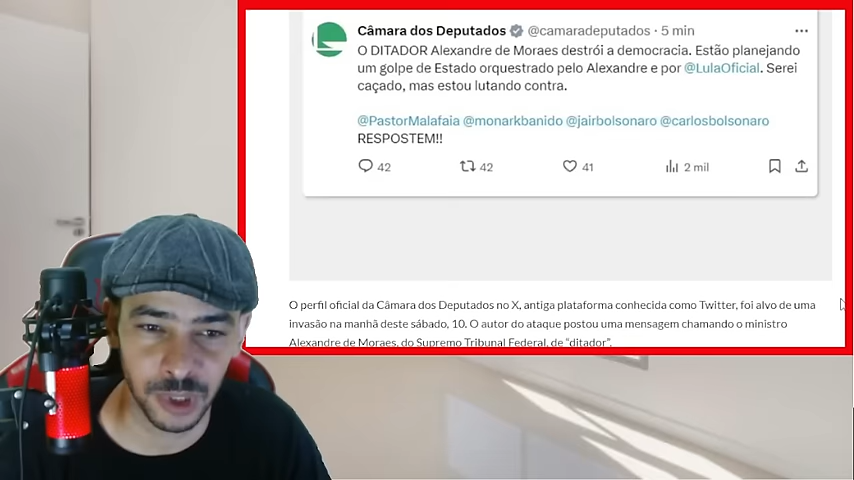 Câmara dos Deputados @camaradeputados · 5 min
O DITADOR Alexandre de Moraes destrói a democracia. Estão planejando
um golpe de Estado orquestrado pelo Alexandre e por @LulaOficial. Serei
caçado, mas estou lutando contra.
@PastorMalafaia @monarkbanido @jairbolsonaro @carlosbolsonaro
RESPOSTEM!!
42 42 41 2 mil
O perfil oficial da Câmara dos Deputados no X, antiga plataforma conhecida como Twitter, foi alvo de uma
invasão na manhã deste sábado, 10. O autor do ataque postou uma mensagem chamando o ministro
Alexandre de Moraes, do Supremo Tribunal Federal, de “ditador”.